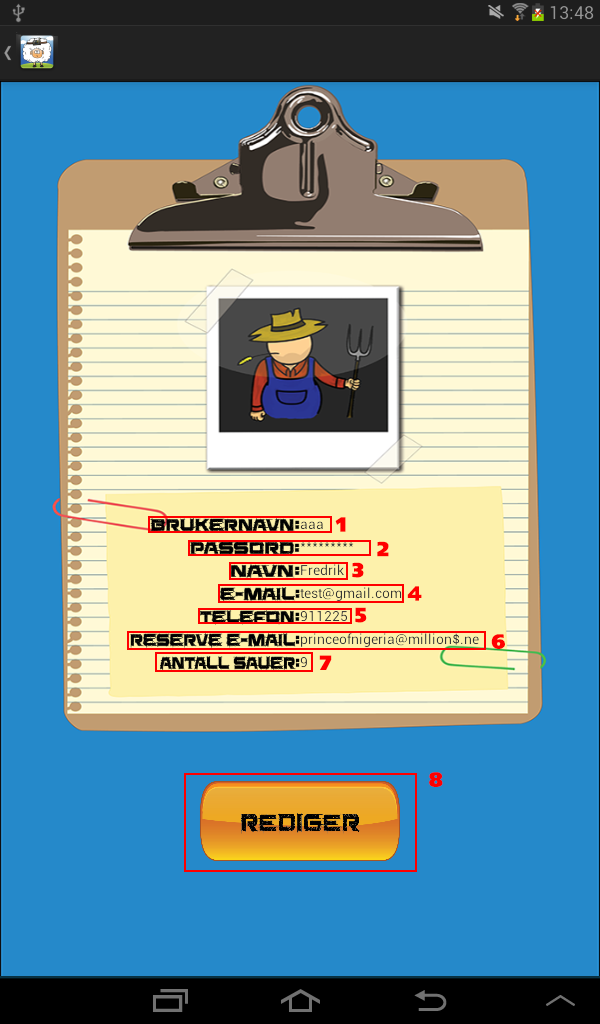 13:48
BRUKERNAVN:aaa 1
PASSORD:********* 2
NAVN:Fredrik 3
E-MAIL:test@gmail.com 4
TELEFON:911225 5
RESERVE E-MAIL:princeofnigeria@million$.ne 6
ANTALL SAUER:9 7
8
REDIGER